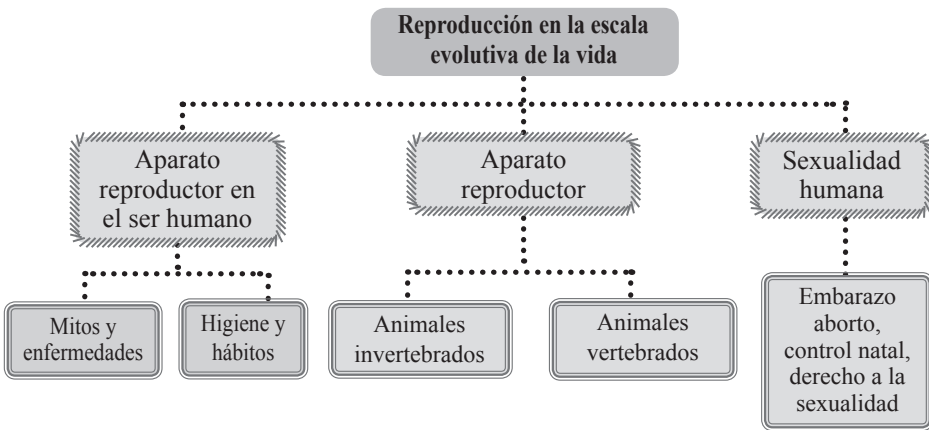 Reproducción en la escala
evolutiva de la vida
Aparato
reproductor en
el ser humano
Aparato
reproductor
Sexualidad
humana
Mitos y
enfermedades
Higiene y
hábitos
Animales
invertebrados
Animales
vertebrados
Embarazo
aborto,
control natal,
derecho a la
sexualidad